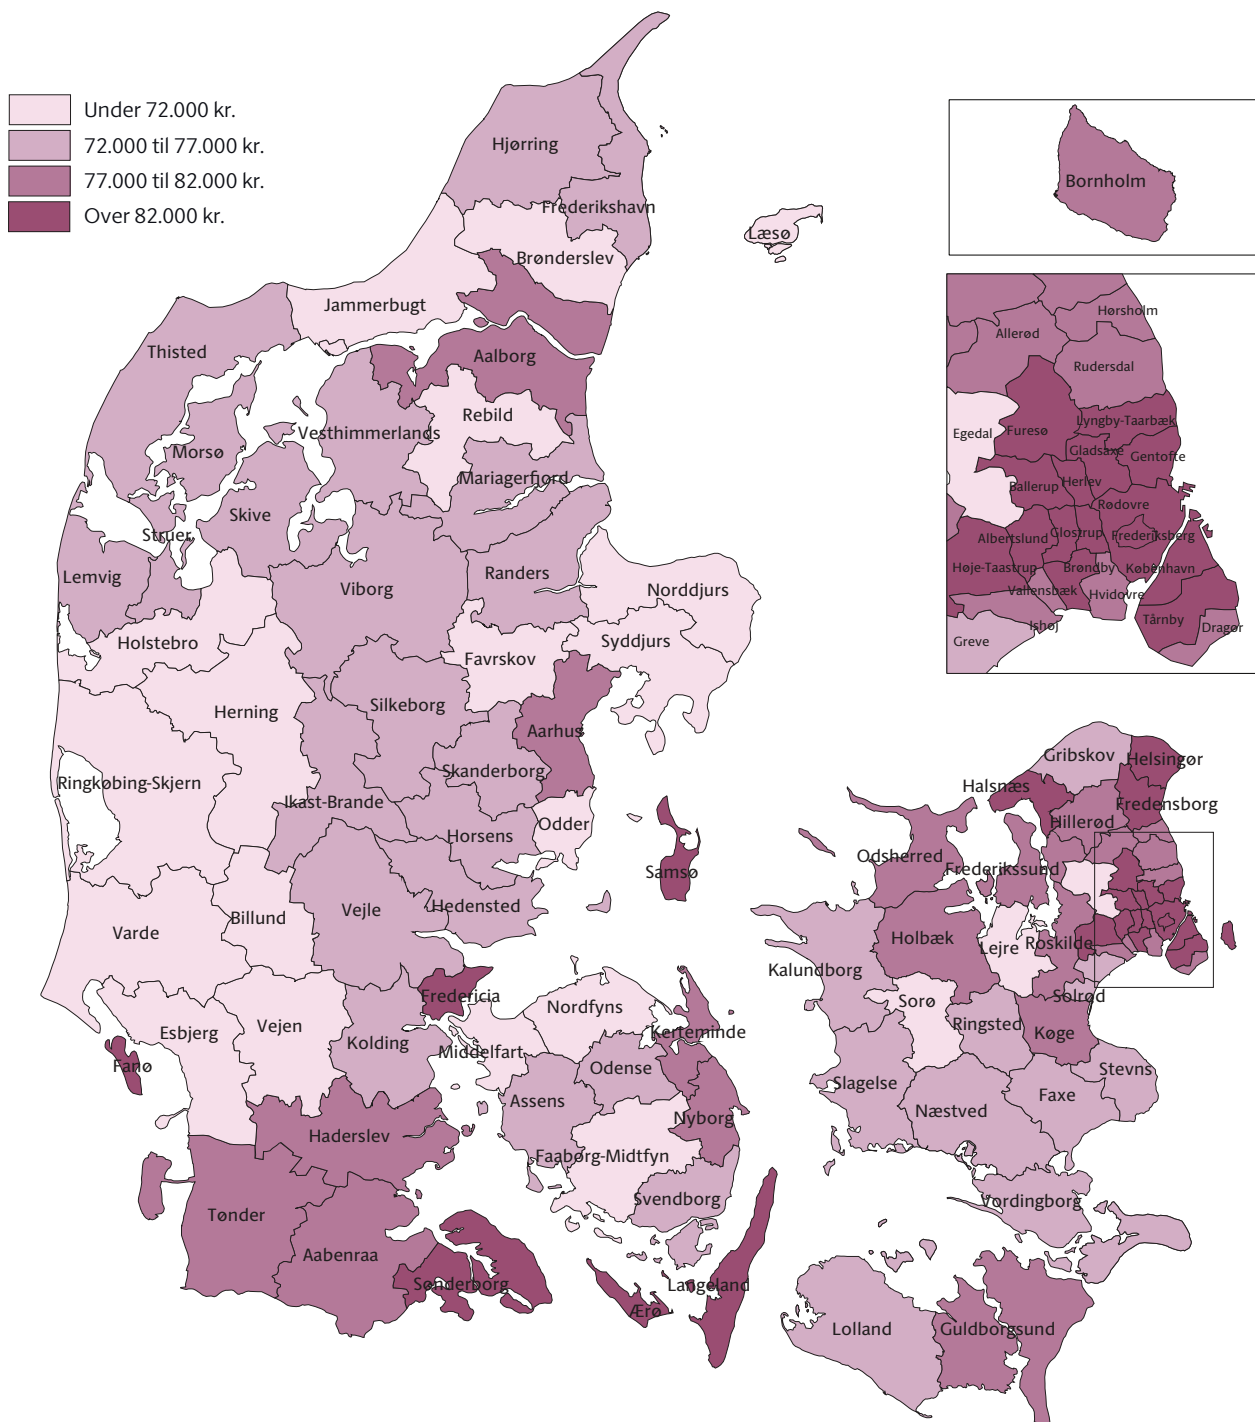 Under 72.000 kr.
72.000 til 77.000 kr.
77.000 til 82.000 kr.
Over 82.000 kr.
Hjørring
Frederikshavn
Læsø
Brønderslev
Jammerbugt
Thisted
Aalborg
Rebild
Vesthimmerlands
Morsø
Mariagerfjord
Skive
Struer
Lemvig
Viborg
Randers
Norddjurs
Holstebro
Favrskov
Syddjurs
Herning
Silkeborg
Aarhus
Skanderborg
Ringkøbing-Skjern
Ikast-Brande
Horsens
Odder
Samsø
Hedensted
Vejle
Billund
Varde
Fredericia
Esbjerg
Vejen
Kolding
Fanø
Nordfyns
Middelfart
Kerteminde
Odense
Assens
Nyborg
Haderslev
Faaborg-Midtfyn
Svendborg
Tønder
Aabenraa
Sønderborg
Ærø
Langeland
Bornholm
Hørsholm
Allerød
Rudersdal
Egedal
Furesø
Lyngby-Taarbæk
Gladsaxe
Gentofte
Ballerup
Herlev
Rødovre
Albertslund
Glostrup
Frederiksberg
Høje-Taastrup
Brøndby
København
Vallensbæk
Hvidovre
Ishøj
Tårnby
Dragør
Greve
Gribskov
Helsingør
Halsnæs
Fredensborg
Hillerød
Odsherred
Frederikssund
Holbæk
Lejre
Roskilde
Kalundborg
Sorø
Solrød
Ringsted
Køge
Stevns
Slagelse
Næstved
Faxe
Vordingborg
Lolland
Guldborgsund